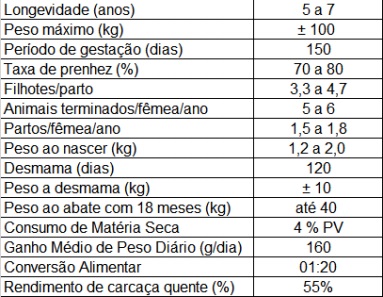 Longevidade (anos) 5 a 7
Peso máximo (kg) ± 100
Período de gestação (dias) 150
Taxa de prenhez (%) 70 a 80
Filhotes/parto 3,3 a 4,7
Animais terminados/fêmea/ano 5 a 6
Partos/fêmea/ano 1,5 a 1,8
Peso ao nascer (kg) 1,2 a 2,0
Desmama (dias) 120
Peso a desmama (kg) ± 10
Peso ao abate com 18 meses (kg) até 40
Consumo de Matéria Seca 4 % PV
Ganho Médio de Peso Diário (g/dia) 160
Conversão Alimentar 01:20
Rendimento de carcaça quente (%) 55%